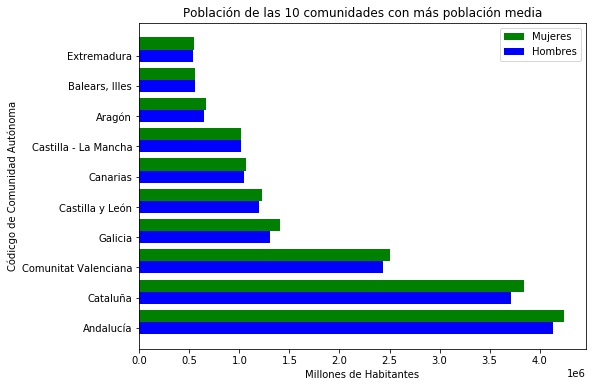 Población de las 10 comunidades con más población media
Mujeres
Hombres
Extremadura
Balears, Illes
Aragón
Castilla - La Mancha
Canarias
Castilla y León
Galicia
Comunitat Valenciana
Cataluña
Andalucía
Códicgo de Comunidad Autónoma
0.0 0.5 1.0 1.5 2.0 2.5 3.0 3.5 4.0
1e6
Millones de Habitantes